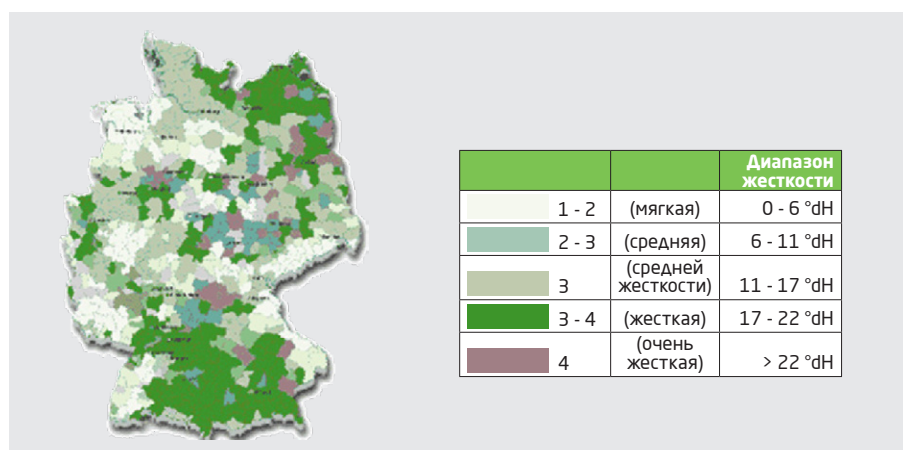 Диапазон
жесткости
1 - 2 (мягкая) 0 - 6 °dH
2 - 3 (средняя) 6 - 11 °dH
3 (средней жесткости) 11 - 17 °dH
3 - 4 (жесткая) 17 - 22 °dH
4 (очень жесткая) > 22 °dH